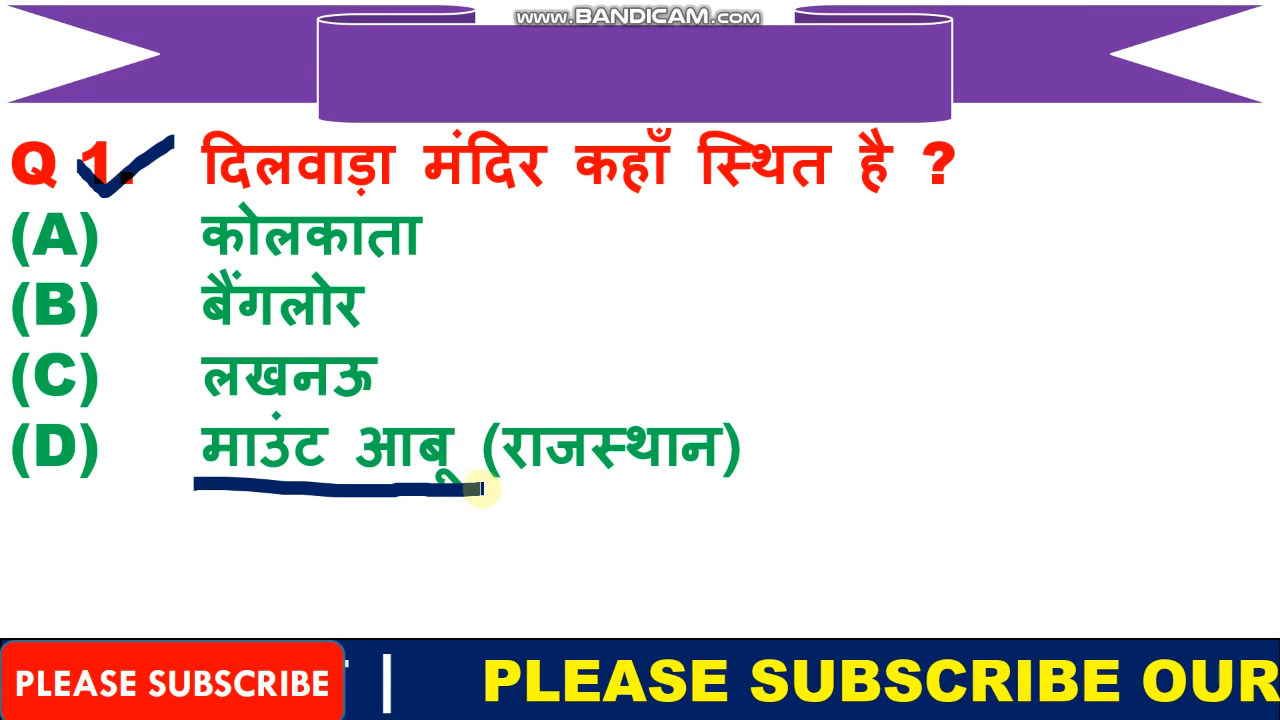 www.BANDICAM.com
Q 1. दिलवाड़ा मंदिर कहाँ स्थित है ?
(A) कोलकाता
(B) बैंगलोर
(C) लखनऊ
(D) माउंट आबू (राजस्थान)
PLEASE SUBSCRIBE | PLEASE SUBSCRIBE OUR